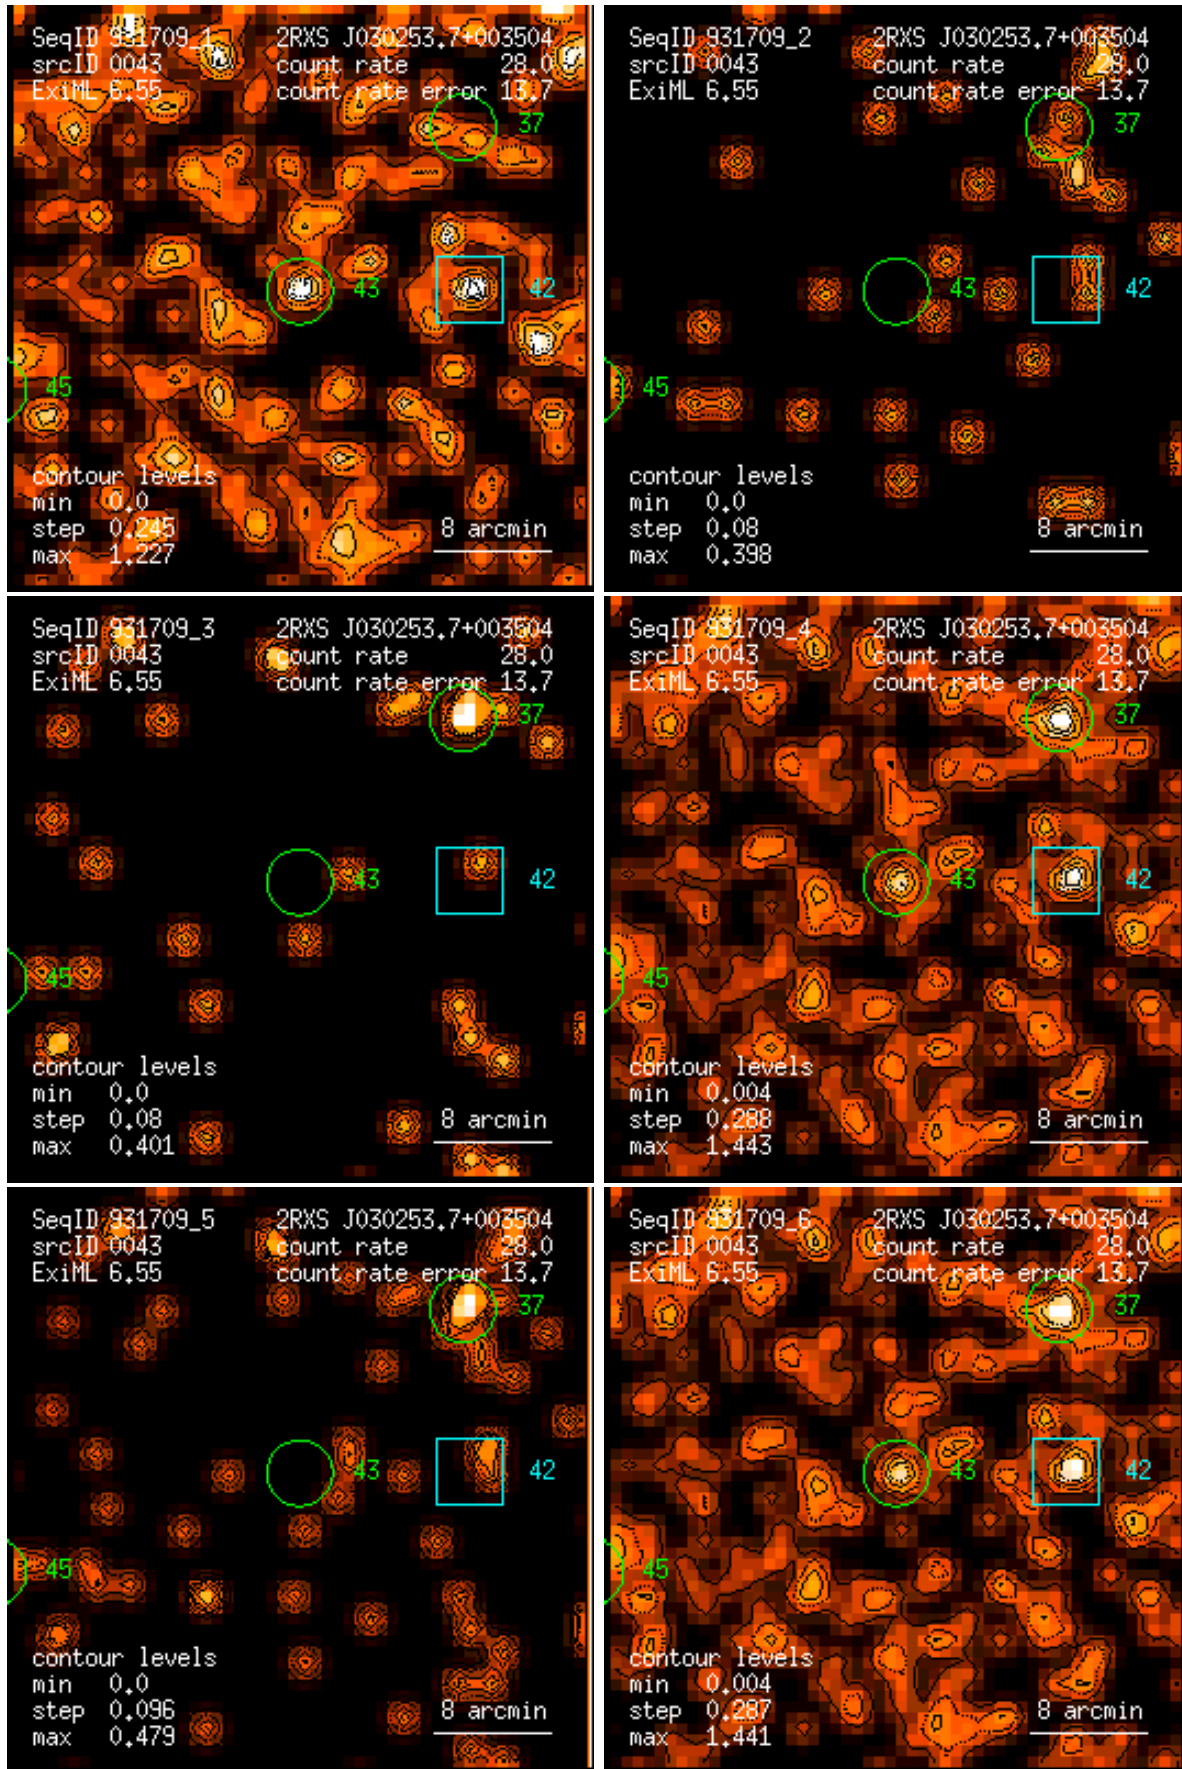 SeqID 931709_1 2RXS J030253.7+003504
srcID 0043 count rate 28.0
ExiML 6.55 count rate error 13.7
37
43 42
45
contour levels
min 0.0
step 0.245 8 arcmin
max 1.227
SeqID 931709_2 2RXS J030253.7+003504
srcID 0043 count rate 28.0
ExiML 6.55 count rate error 13.7
37
43 42
45
contour levels
min 0.0
step 0.08 8 arcmin
max 0.398
SeqID 931709_3 2RXS J030253.7+003504
srcID 0043 count rate 28.0
ExiML 6.55 count rate error 13.7
37
43 42
45
contour levels
min 0.0
step 0.08 8 arcmin
max 0.401
SeqID 931709_4 2RXS J030253.7+003504
srcID 0043 count rate 28.0
ExiML 6.55 count rate error 13.7
37
43 42
45
contour levels
min 0.004
step 0.288 8 arcmin
max 1.443
SeqID 931709_5 2RXS J030253.7+003504
srcID 0043 count rate 28.0
ExiML 6.55 count rate error 13.7
37
43 42
45
contour levels
min 0.0
step 0.096 8 arcmin
max 0.479
SeqID 931709_6 2RXS J030253.7+003504
srcID 0043 count rate 28.0
ExiML 6.55 count rate error 13.7
37
43 42
45
contour levels
min 0.004
step 0.287 8 arcmin
max 1.441